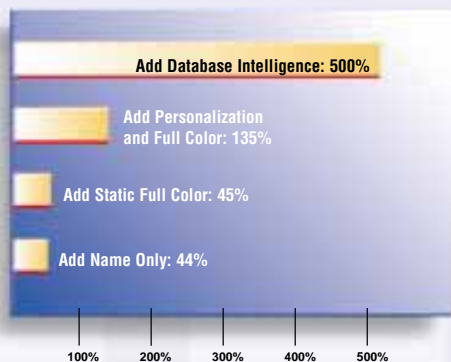 Add Database Intelligence: 500%
Add Personalization
and Full Color: 135%
Add Static Full Color: 45%
Add Name Only: 44%
100% 200% 300% 400% 500%